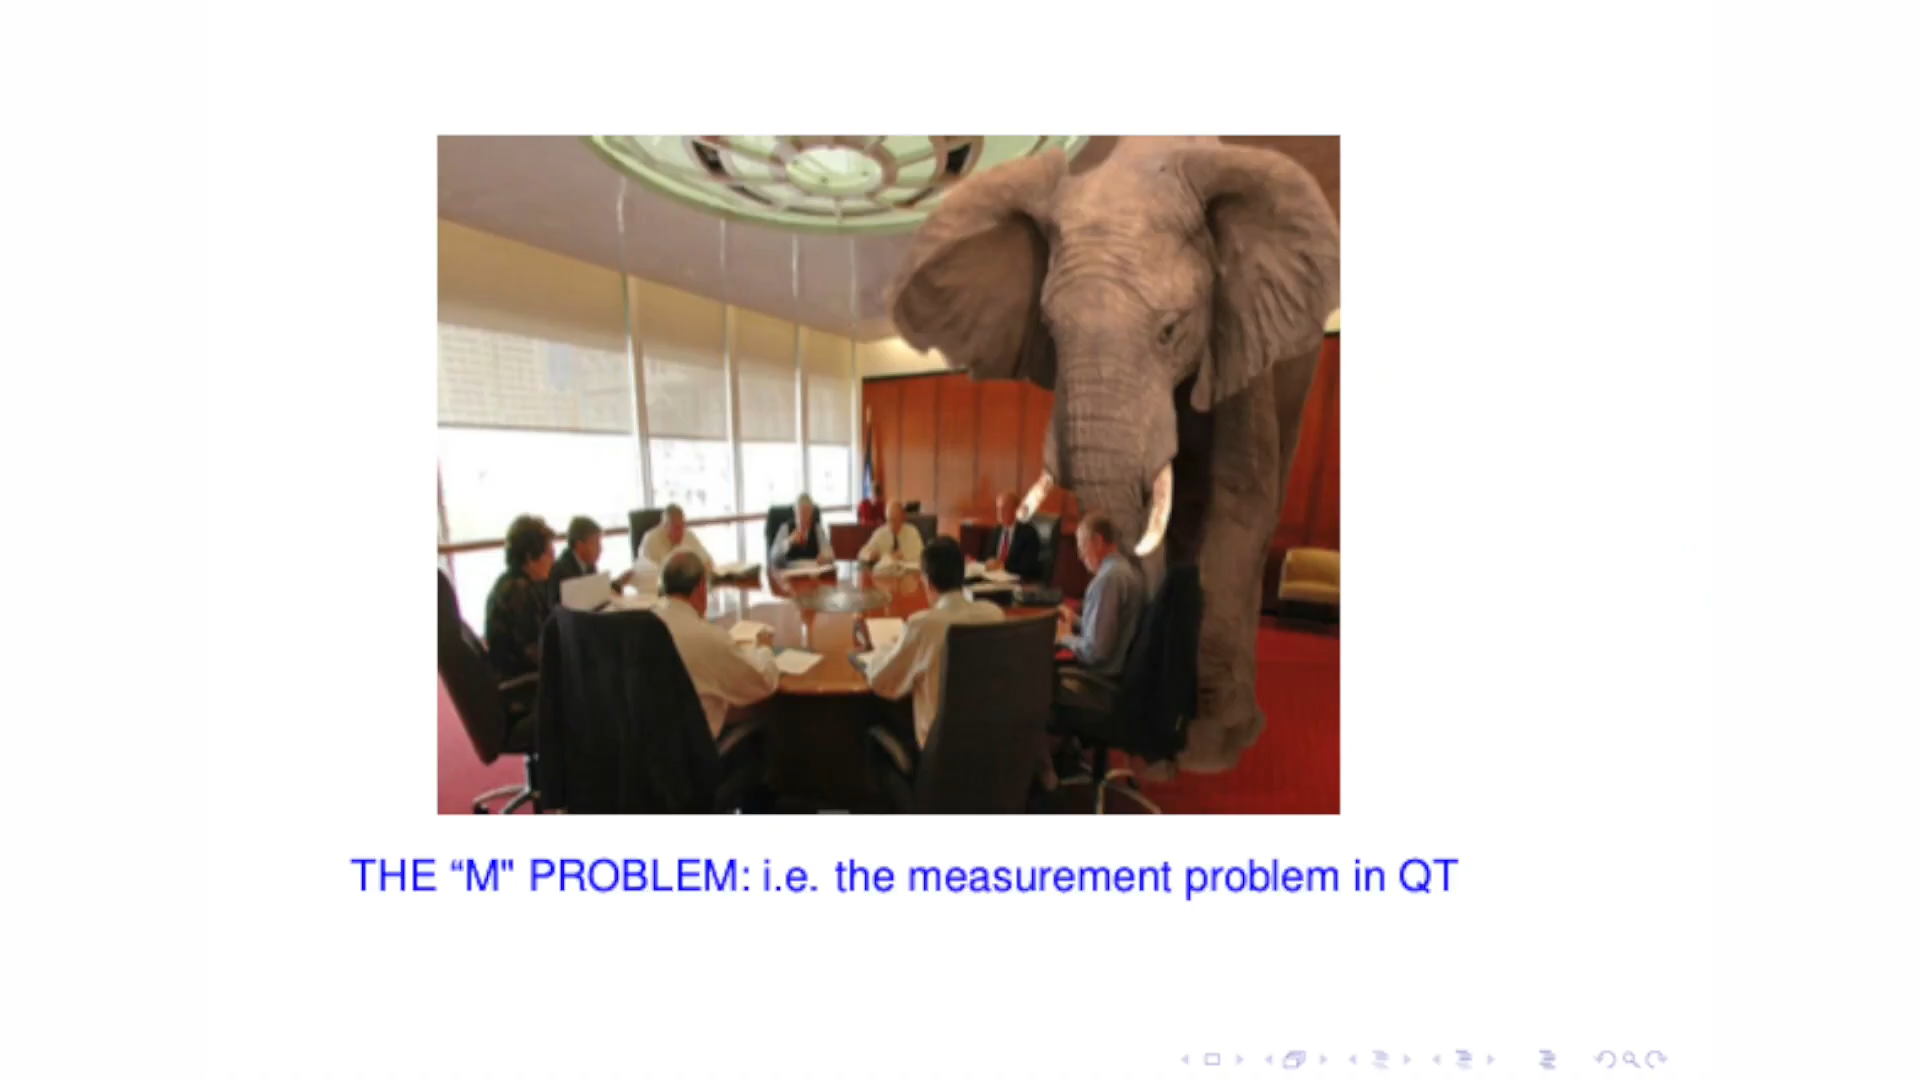 THE “M" PROBLEM: i.e. the measurement problem in QT